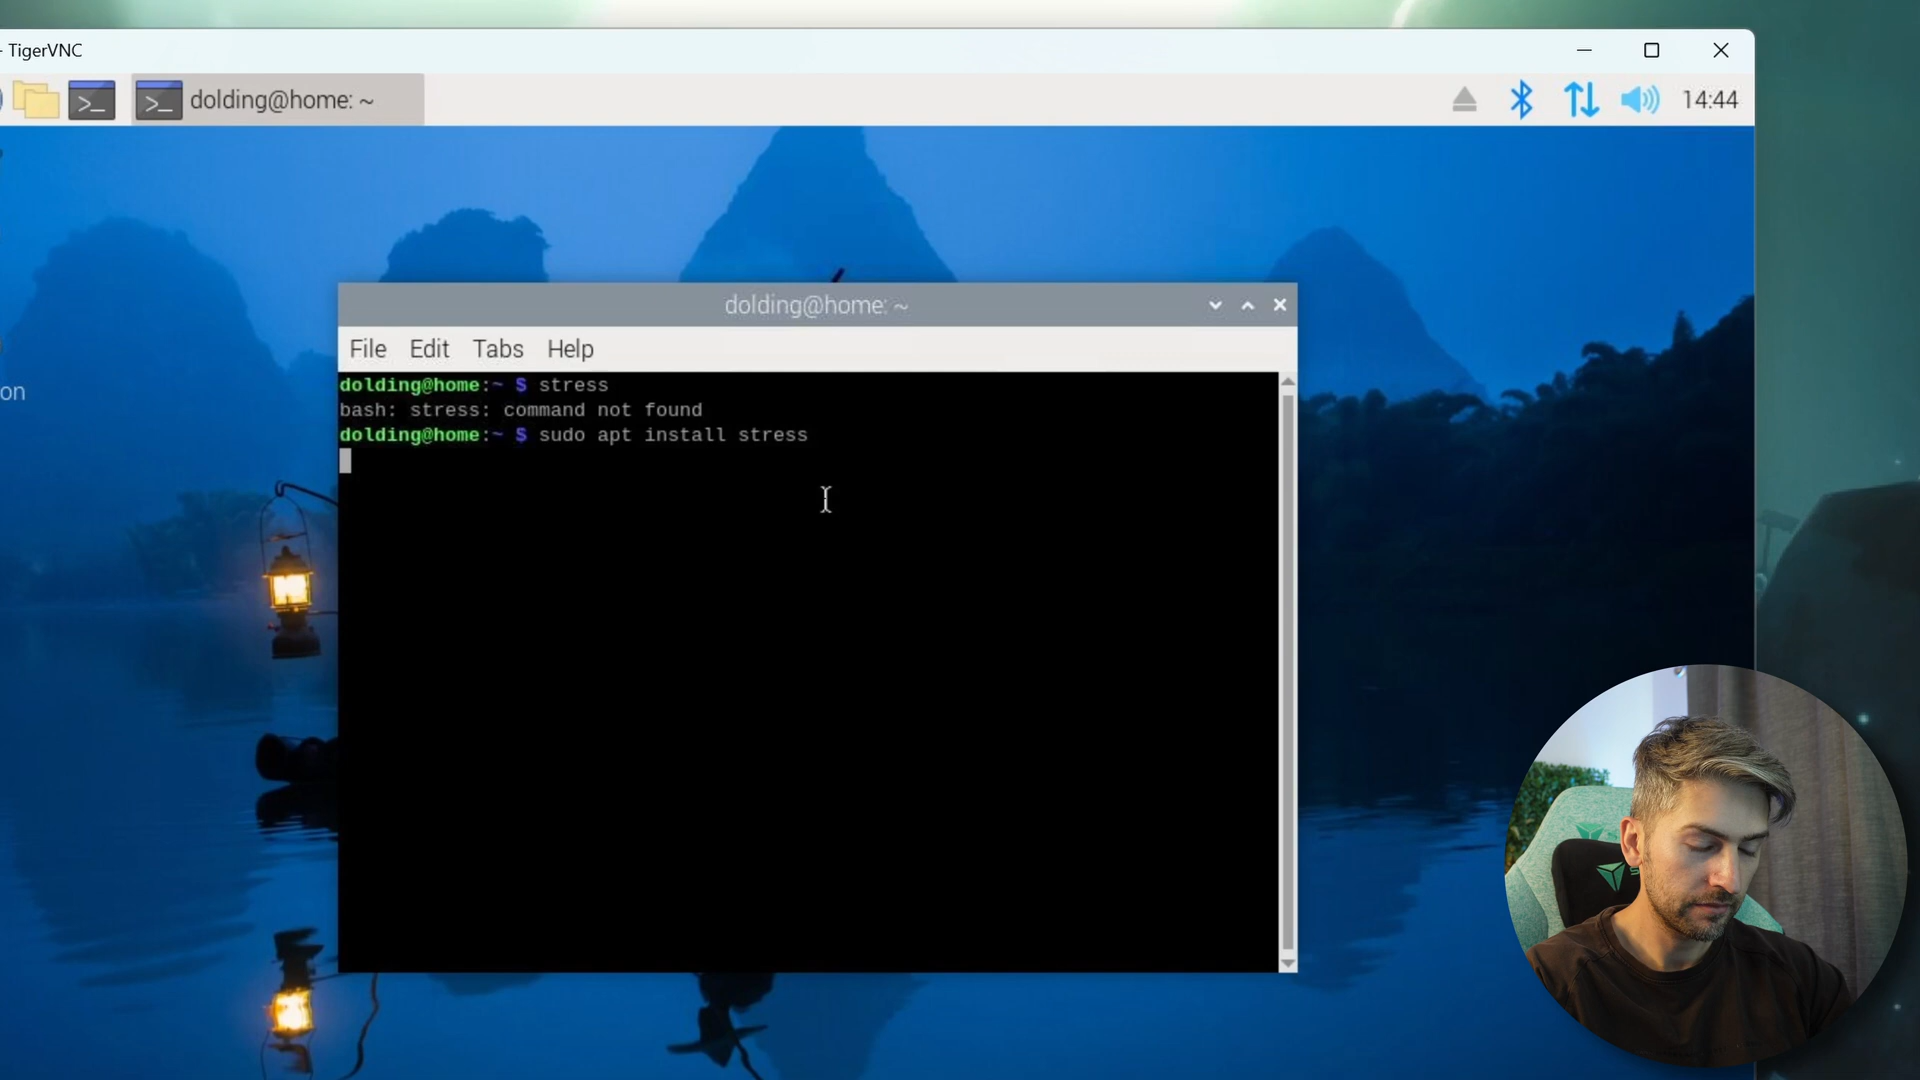 - TigerVNC
dolding@home: ~
14:44
on
dolding@home: ~
File Edit Tabs Help
dolding@home:~ $ stress
bash: stress: command not found
dolding@home:~ $ sudo apt install stress